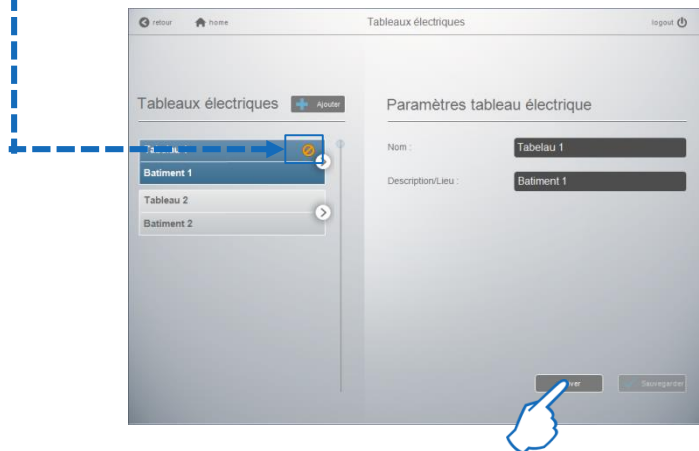 retour home Tableaux électriques logout
Tableaux électriques Ajouter
Paramètres tableau électrique
Batiment 1
Tableau 2
Batiment 2
Nom : Tabelau 1
Description/Lieu : Batiment 1
Sauvegarder